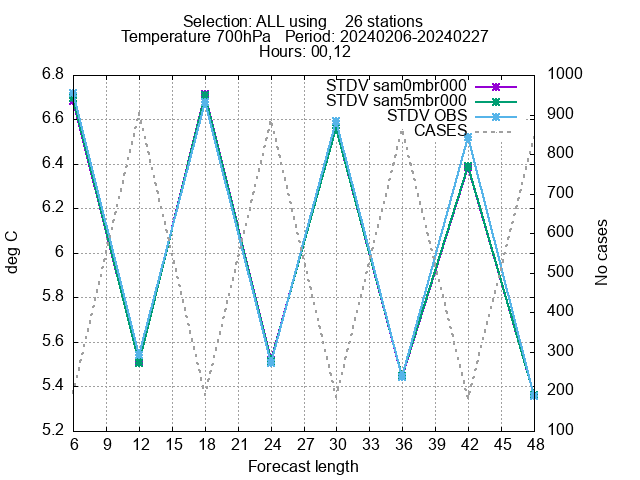 Selection: ALL using    26 stations
Temperature 700hPa   Period: 20240206-20240227
Hours: 00,12
STDV sam0mbr000
STDV sam5mbr000
STDV OBS
CASES
deg C
6.8
6.6
6.4
6.2
6
5.8
5.6
5.4
5.2
1000
900
800
700
600
500
400
300
200
100
No cases
6 9 12 15 18 21 24 27 30 33 36 39 42 45 48
Forecast length